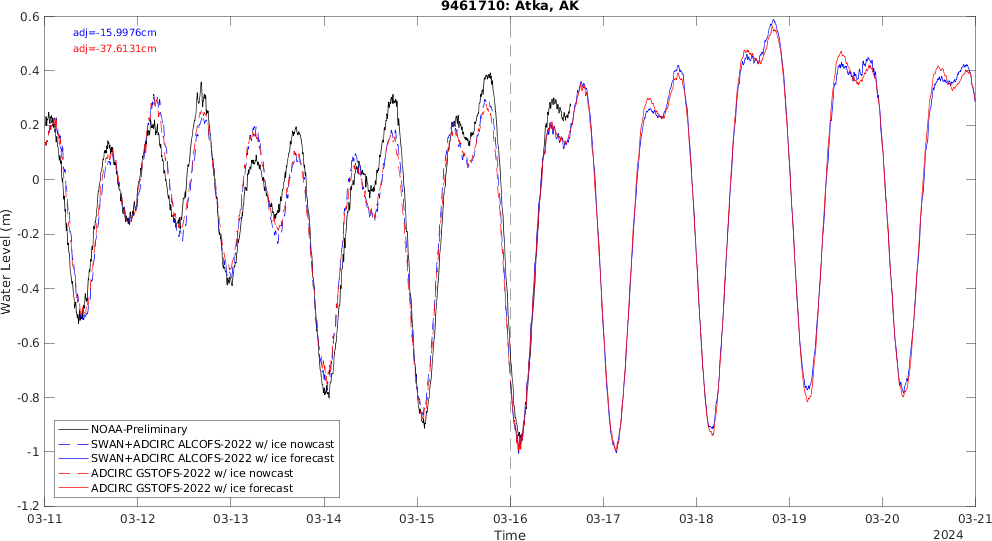 9461710: Atka, AK
adj=-15.9976cm
adj=-37.6131cm
0.6
0.4
0.2
0
-0.2
-0.4
-0.6
-0.8
-1
-1.2
Water Level (m)
NOAA-Preliminary
SWAN+ADCIRC ALCOFS-2022 w/ ice nowcast
SWAN+ADCIRC ALCOFS-2022 w/ ice forecast
ADCIRC GSTOFS-2022 w/ ice nowcast
ADCIRC GSTOFS-2022 w/ ice forecast
03-11 03-12 03-13 03-14 03-15 03-16 03-17 03-18 03-19 03-20 03-21
Time
2024